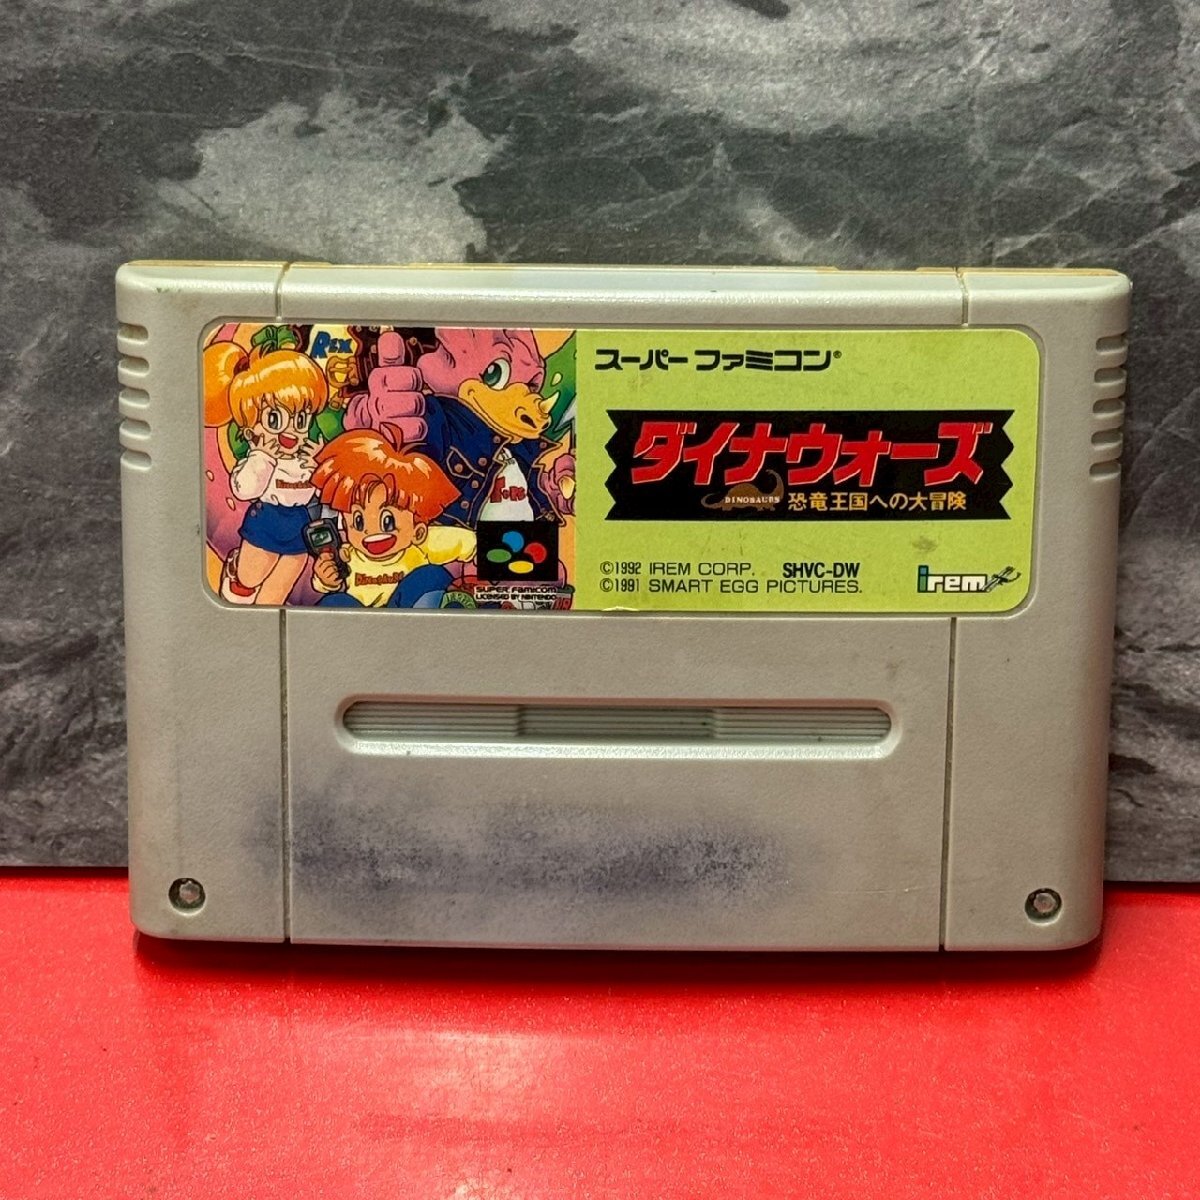 REX
スーパーファミコン®
ダイナウォーズ
DINOSAURS
恐竜王国への大冒険
©1992 IREM CORP. SHVC-DW
©1991 SMART EGG PICTURES.
irem
SUPER FAMICOM
LICENSED BY NINTENDO